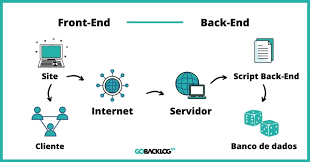 Front-End
Back-End
Site
Internet
Servidor
Script Back-End
Cliente
Banco de dados
GOBACKLOG